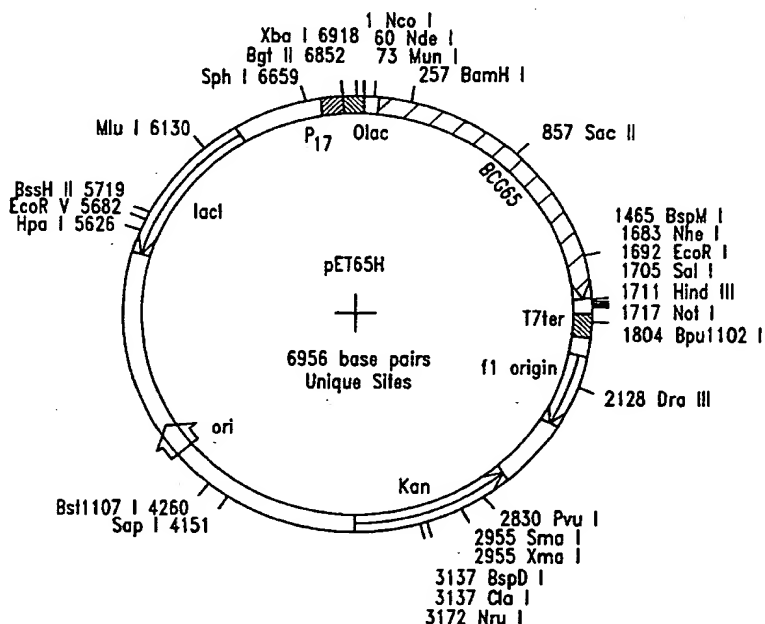 1 Nco I
Xba I 6918 60 Nde I
Bgt II 6852 73 Mun I
Sph I 6659 257 BamH I
Mlu I 6130
P17 Olac
857 Sac II
BCG65
BssH II 5719
EcoR V 5682
Hpa I 5626
lacI
1465 BspM I
1683 Nhe I
1692 EcoR I
1705 Sal I
1711 Hind III
1717 Not I
1804 Bpu1102 I
pET65H
T7ter
6956 base pairs
Unique Sites
f1 origin
2128 Dra III
ori
Kan
Bst1107 I 4260
Sap I 4151
2830 Pvu I
2955 Sma I
2955 Xma I
3137 BspD I
3137 Cla I
3172 Nru I